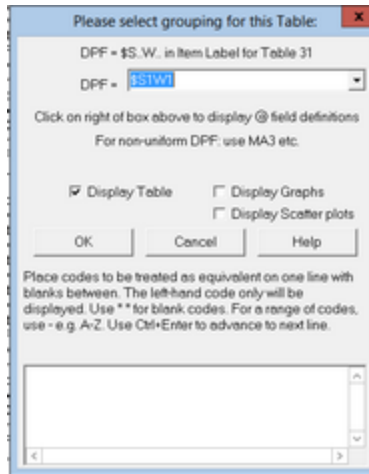 Please select grouping for this Table:
x
DPF = $S..W.. in Item Label for Table 31
DPF = $S1W1
Click on right of box above to display @ field definitions
For non-uniform DPF: use MA3 etc.
Display Table Display Graphs
Display Scatter plots
OK Cancel Help
Place codes to be treated as equivalent on one line with
blanks between. The left-hand code only will be
displayed. Use " " for blank codes. For a range of codes,
use - e.g. A-Z. Use Ctrl+Enter to advance to next line.